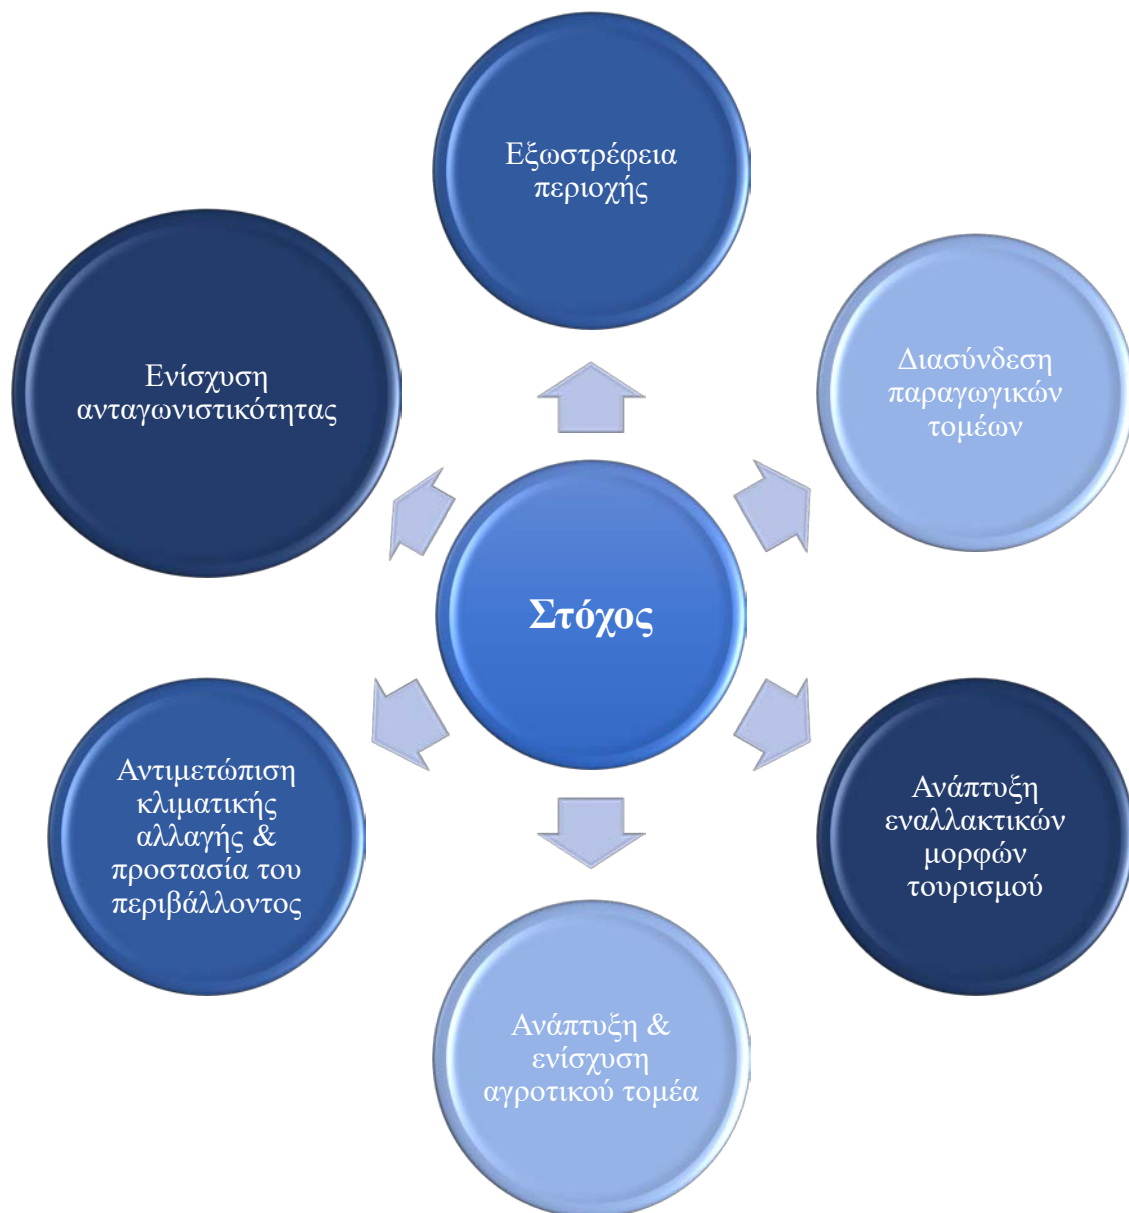 Εξωστρέφεια
περιοχής
Διασύνδεση
παραγωγικών
τομέων
Ενίσχυση
ανταγωνιστικότητας
Στόχος
Αντιμετώπιση
κλιματικής
αλλαγής &
προστασία του
περιβάλλοντος
Ανάπτυξη
εναλλακτικών
μορφών
τουρισμού
Ανάπτυξη &
ενίσχυση
αγροτικού τομέα